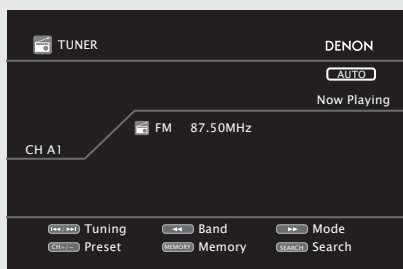 TUNER DENON
AUTO
Now Playing
FM 87.50MHz
CH A1
⏮/⏭ Tuning ◀◀ Band ▶▶ Mode
CH+/− Preset MEMORY Memory SEARCH Search